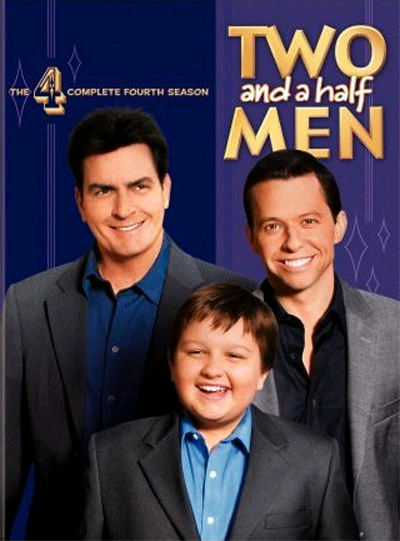 TWO
and a half
MEN
THE 4 COMPLETE FOURTH SEASON